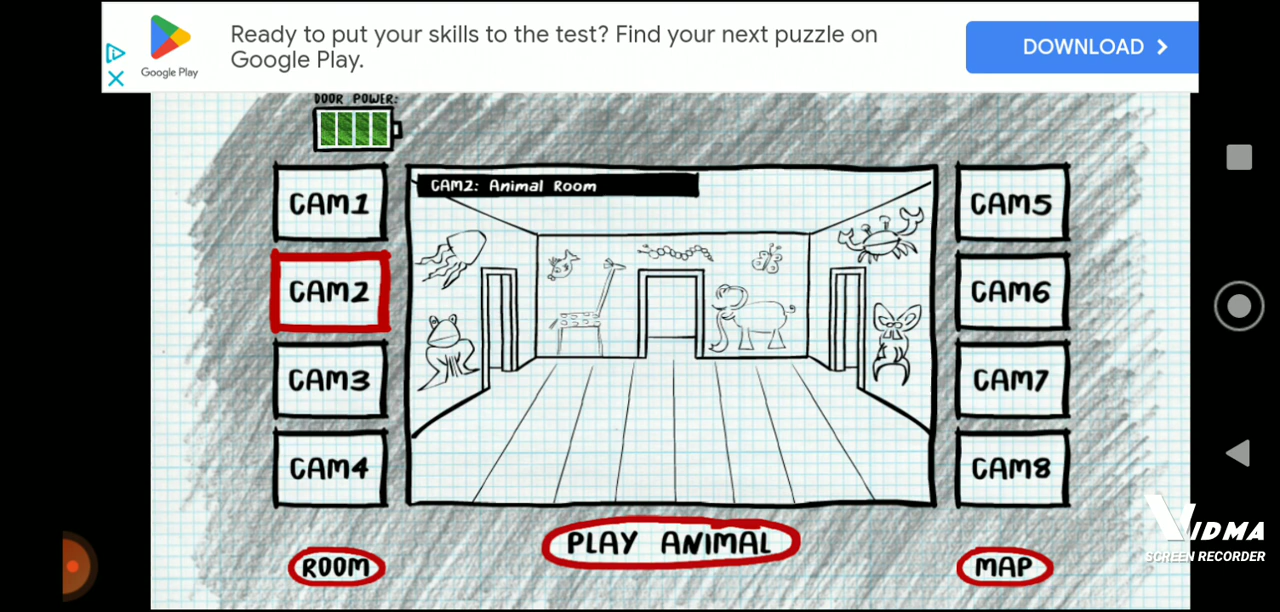 Ready to put your skills to the test? Find your next puzzle on
Google Play.
Google Play
DOWNLOAD
DOOR POWER:
CAM1
CAM2
CAM3
CAM4
CAM2: Animal Room
CAM5
CAM6
CAM7
CAM8
PLAY ANIMAL
ROOM
MAP
VIDMA
SCREEN RECORDER